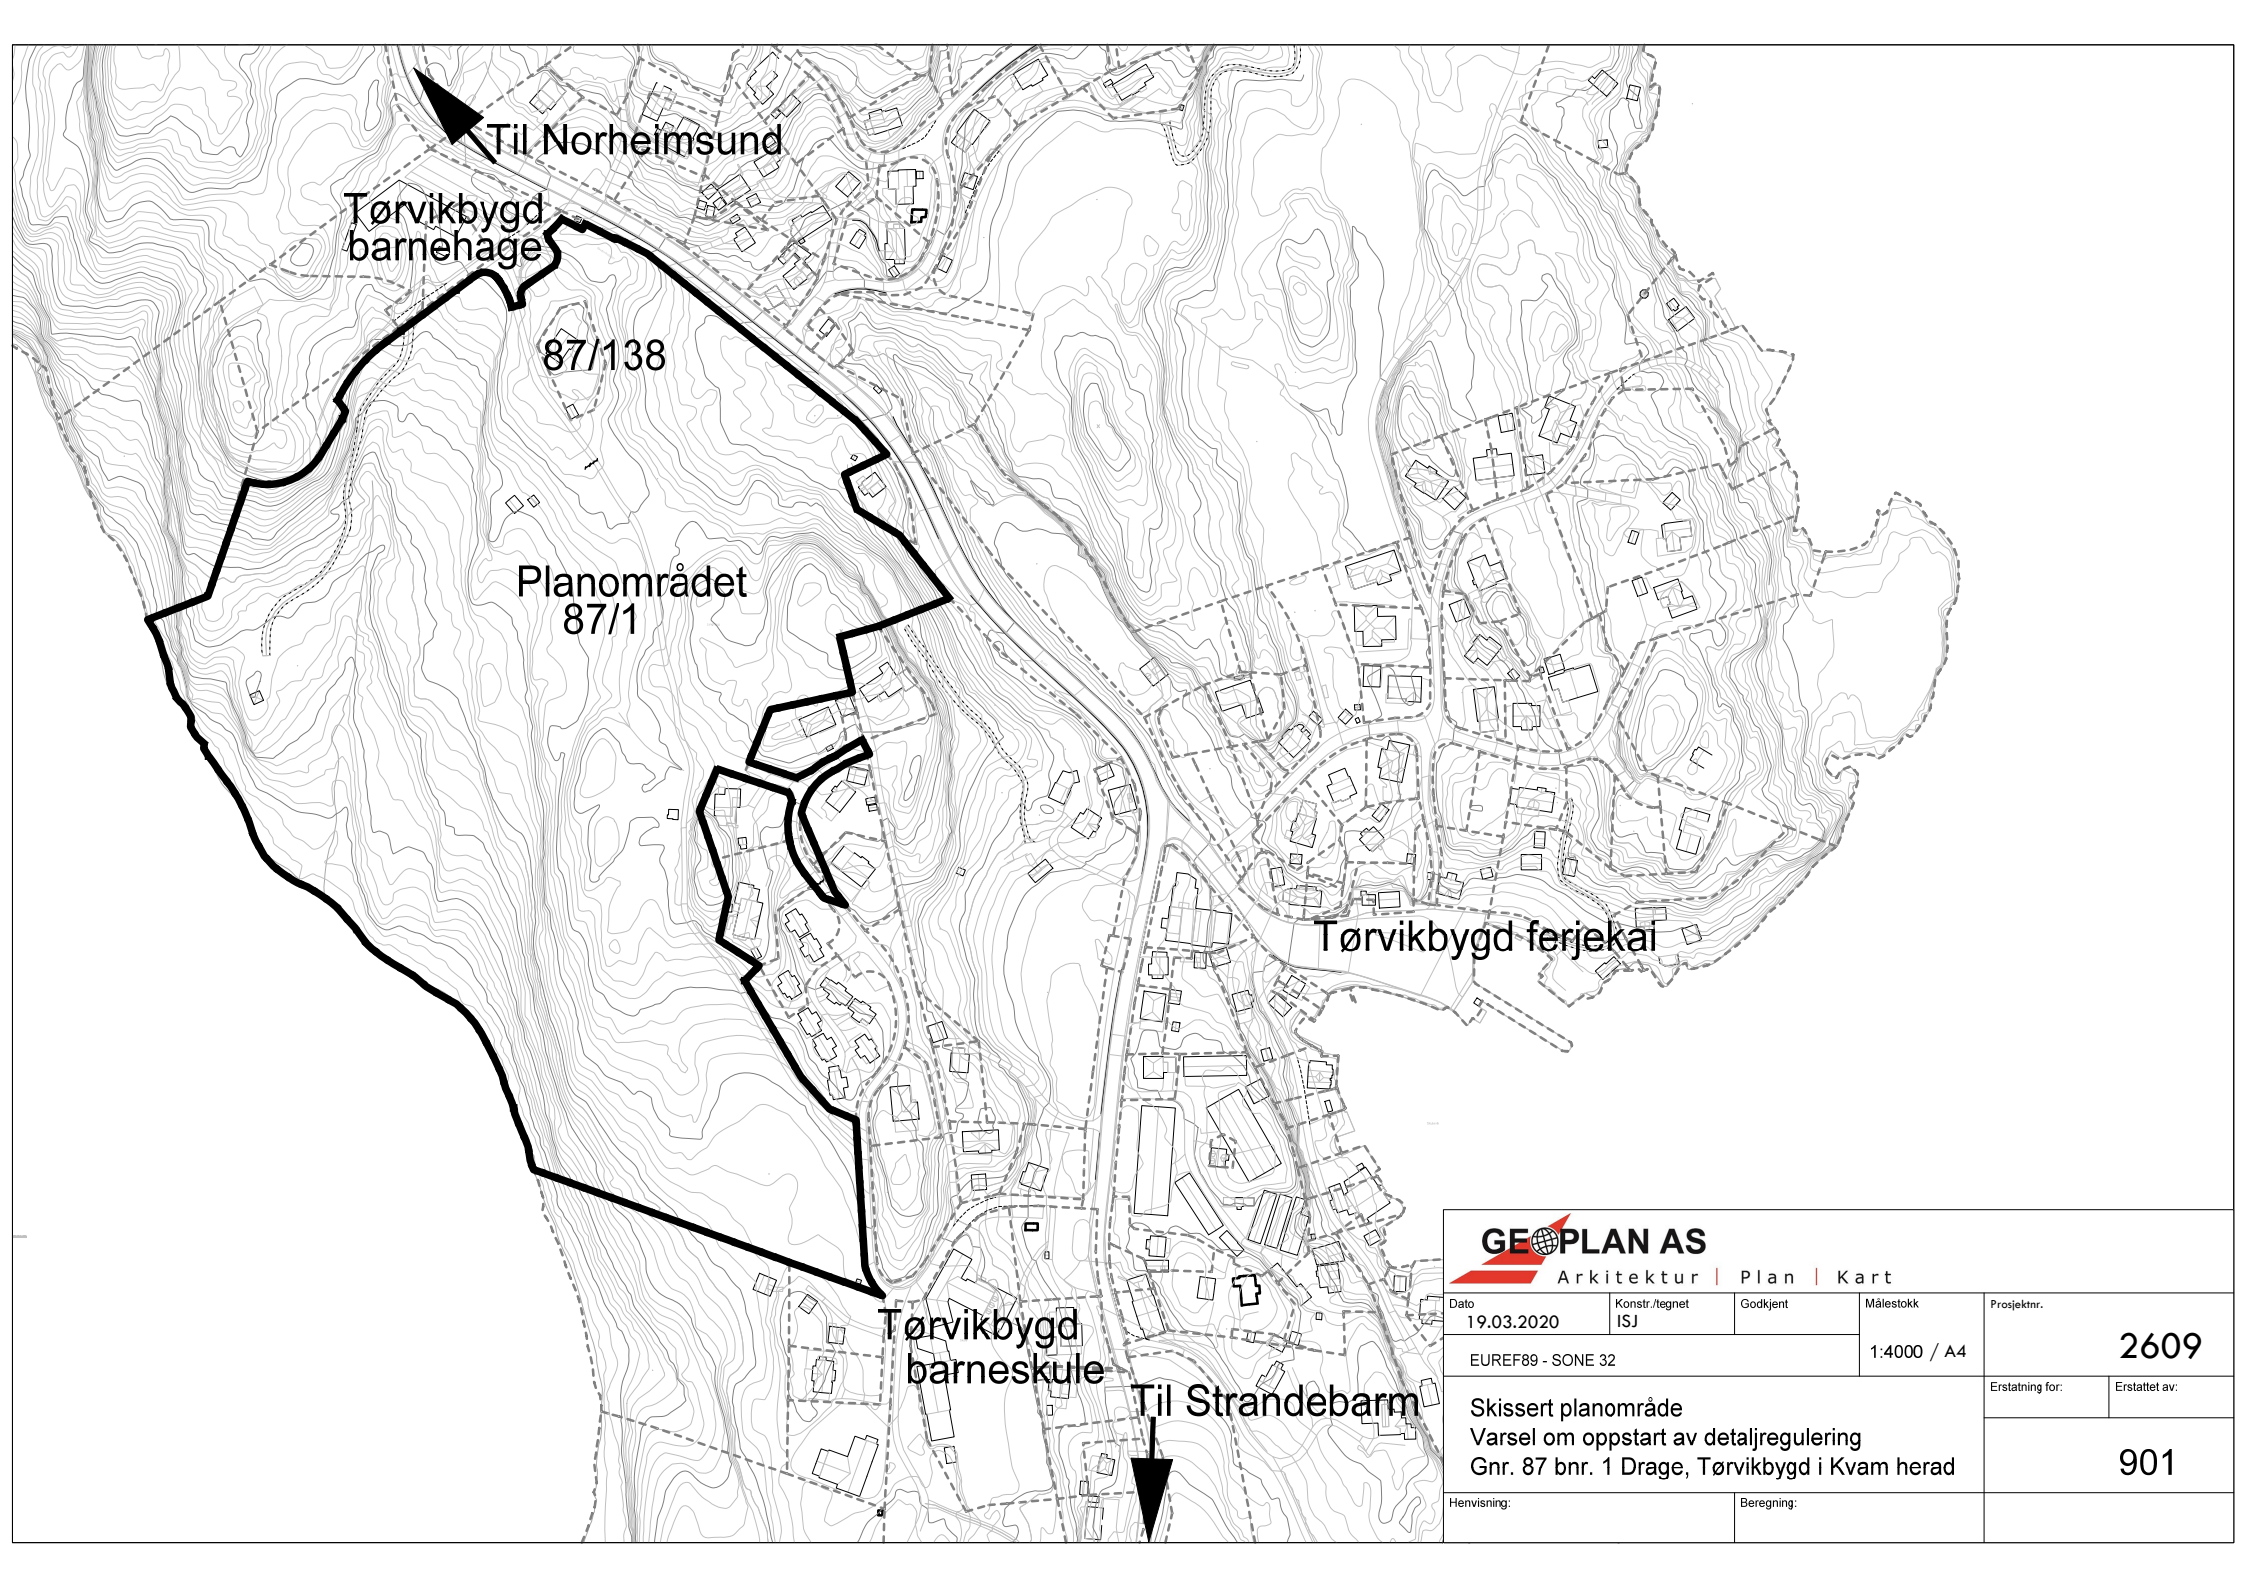 Til Norheimsund
Tørvikbygd
barnehage
87/138
Planområdet
87/1
Tørvikbygd ferjekai
Tørvikbygd
barneskule
Til Strandebarm
GEOPLAN AS
Arkitektur | Plan | Kart
Dato
19.03.2020
Konstr./tegnet
ISJ
Godkjent
Målestokk
1:4000 / A4
Prosjektnr.
2609
EUREF89 - SONE 32
Erstatning for:
Erstattet av:
Skissert planområde
Varsel om oppstart av detaljregulering
Gnr. 87 bnr. 1 Drage, Tørvikbygd i Kvam herad
901
Henvisning:
Beregning: